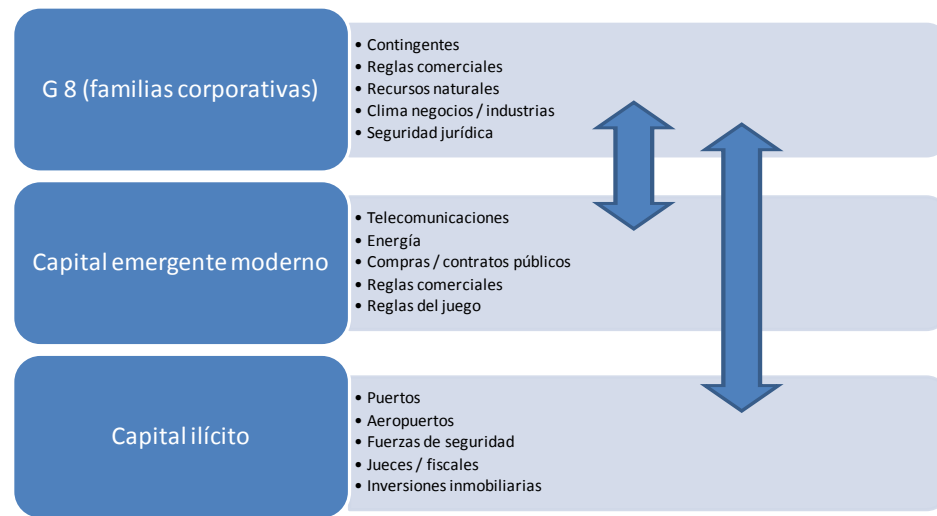 G 8 (familias corporativas)
• Contingentes
• Reglas comerciales
• Recursos naturales
• Clima negocios / industrias
• Seguridad jurídica
Capital emergente moderno
• Telecomunicaciones
• Energía
• Compras / contratos públicos
• Reglas comerciales
• Reglas del juego
Capital ilícito
• Puertos
• Aeropuertos
• Fuerzas de seguridad
• Jueces / fiscales
• Inversiones inmobiliarias